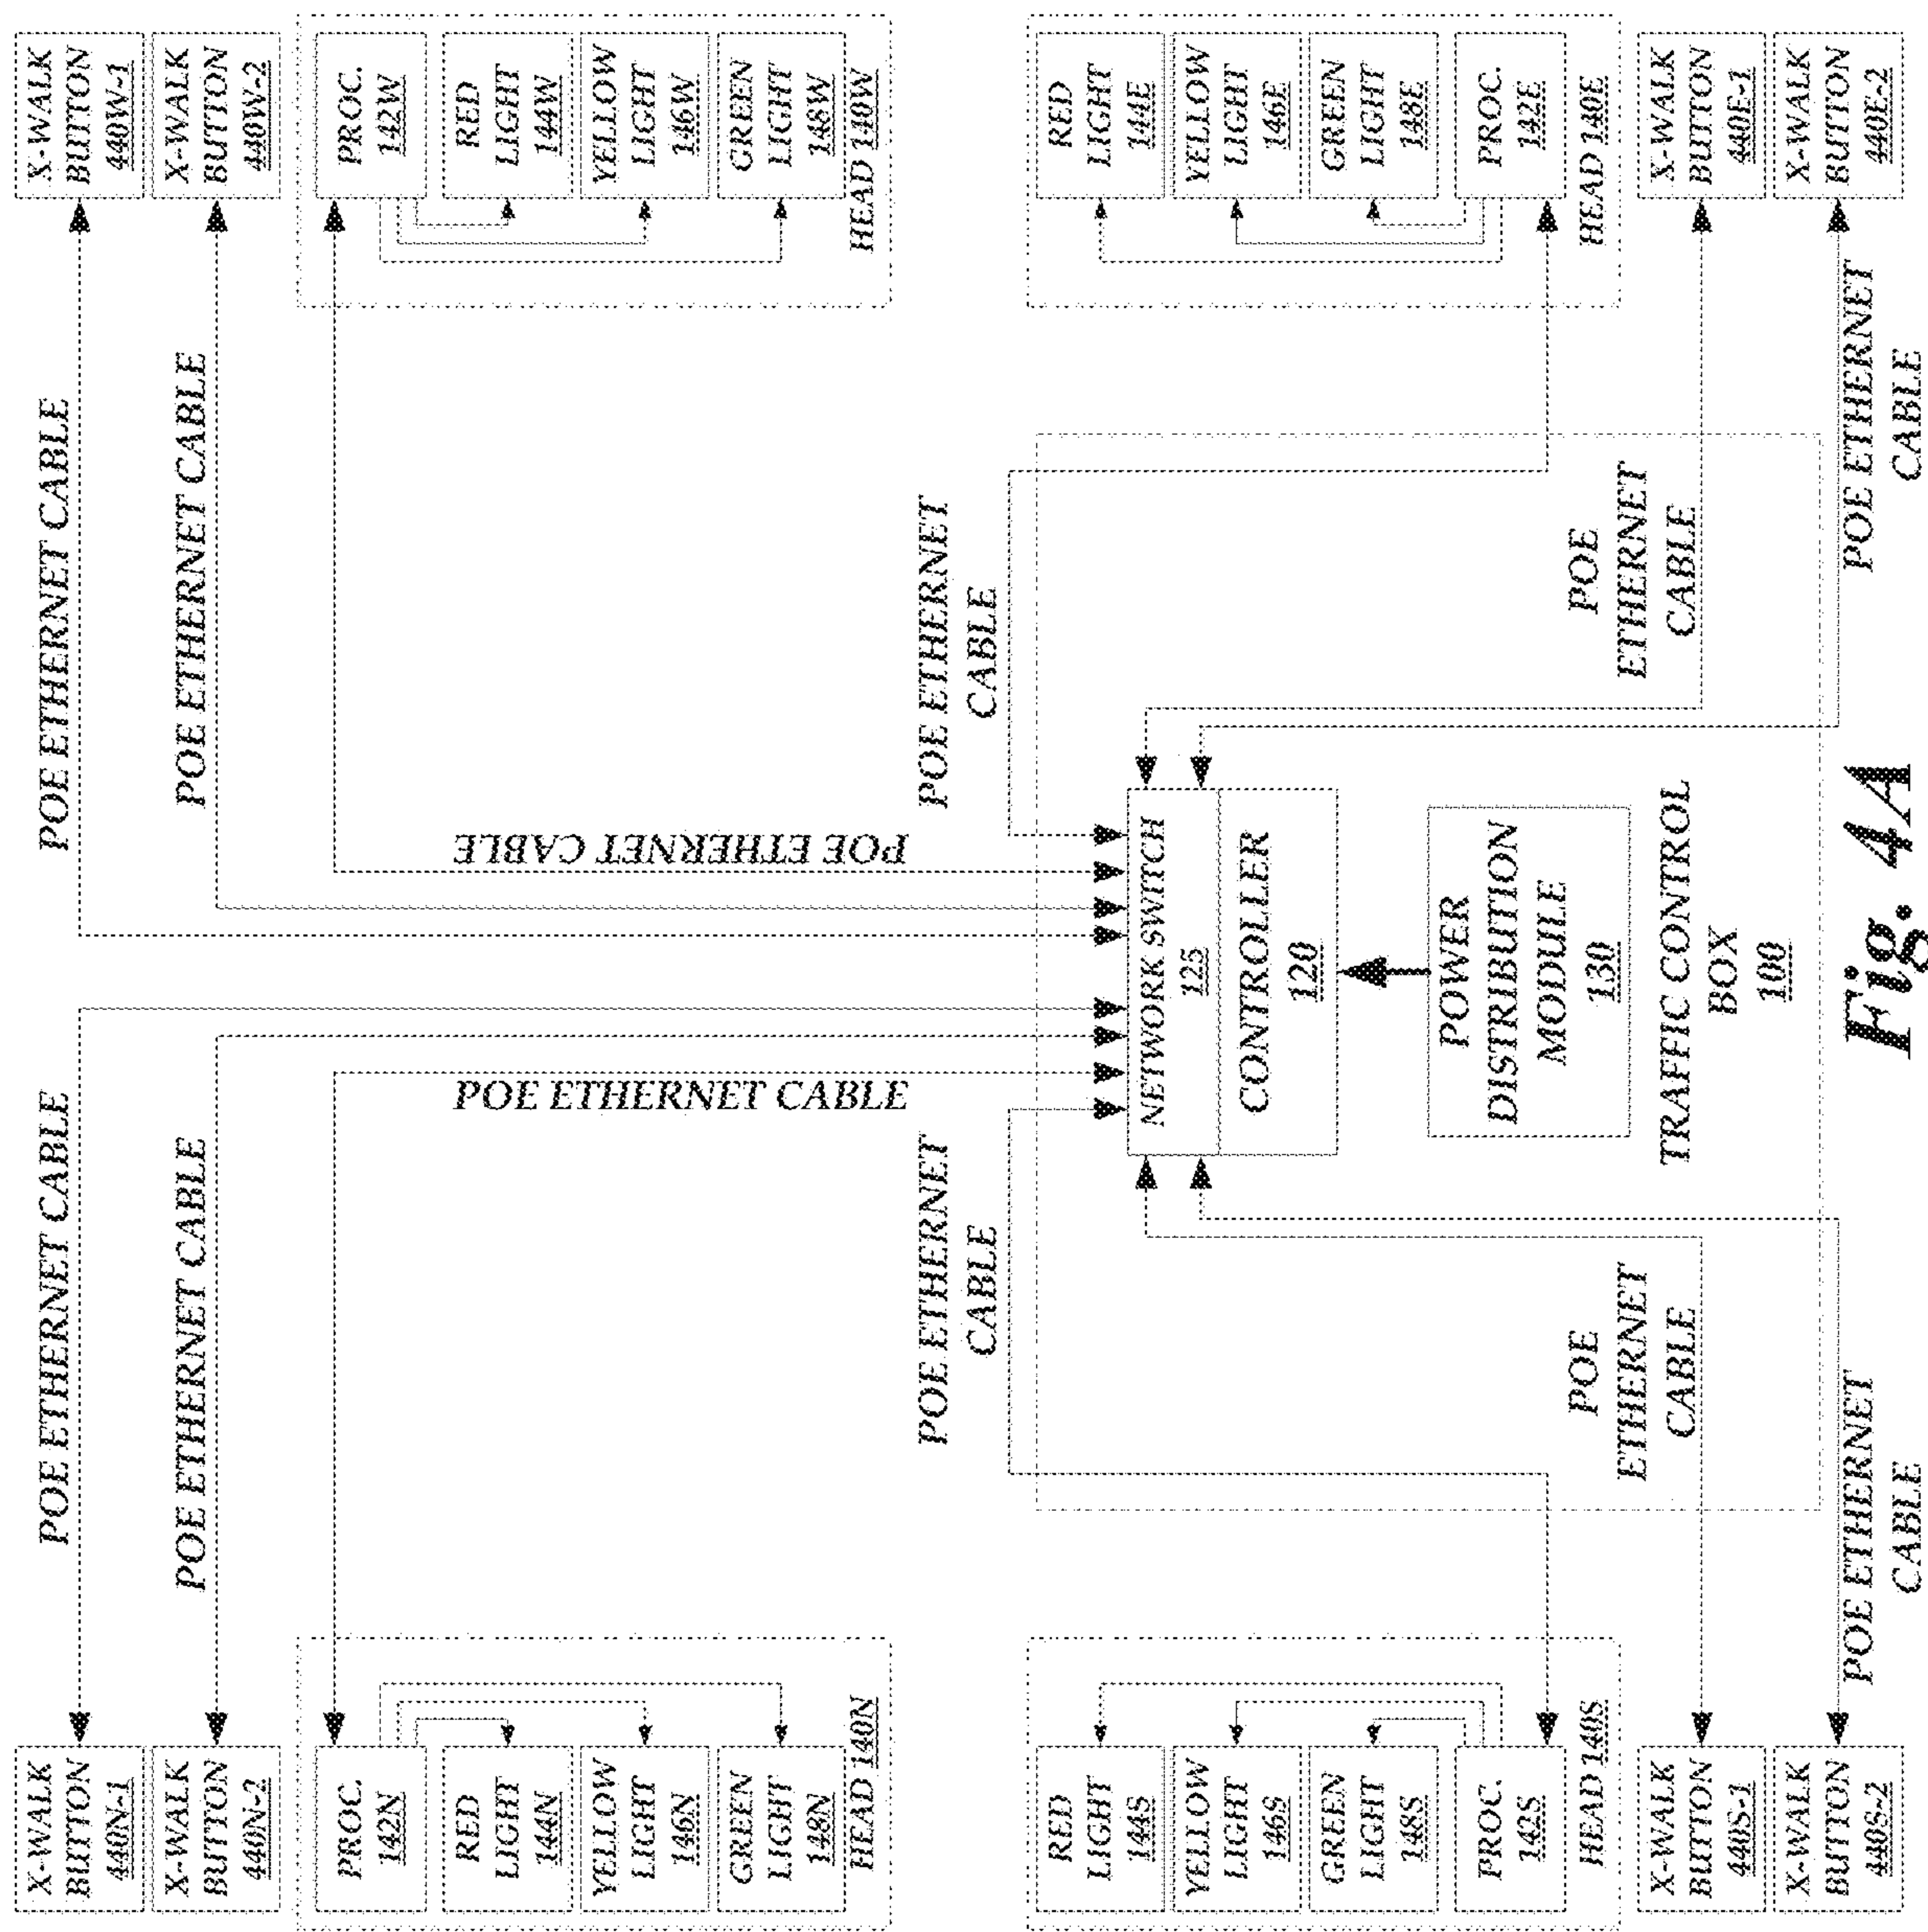 X-WALK
BUTTON
440N-1
X-WALK
BUTTON
440N-2
PROC.
142N
RED
LIGHT
144N
YELLOW
LIGHT
146N
GREEN
LIGHT
148N
HEAD 140N
POE ETHERNET CABLE
POE ETHERNET CABLE
POE ETHERNET CABLE
POE ETHERNET
CABLE
POE ETHERNET CABLE
POE ETHERNET CABLE
POE ETHERNET CABLE
POE ETHERNET
CABLE
X-WALK
BUTTON
440W-1
X-WALK
BUTTON
440W-2
PROC.
142W
RED
LIGHT
144W
YELLOW
LIGHT
146W
GREEN
LIGHT
148W
HEAD 140W
RED
LIGHT
144S
YELLOW
LIGHT
146S
GREEN
LIGHT
148S
PROC.
142S
HEAD 140S
X-WALK
BUTTON
440S-1
X-WALK
BUTTON
440S-2
POE
ETHERNET
CABLE
POE ETHERNET
CABLE
NETWORK SWITCH
125
CONTROLLER
120
POWER
DISTRIBUTION
MODULE
130
TRAFFIC CONTROL
BOX
100
POE
ETHERNET
CABLE
POE ETHERNET
CABLE
RED
LIGHT
144E
YELLOW
LIGHT
146E
GREEN
LIGHT
148E
PROC.
142E
HEAD 140E
X-WALK
BUTTON
440E-1
X-WALK
BUTTON
440E-2
Fig. 4A